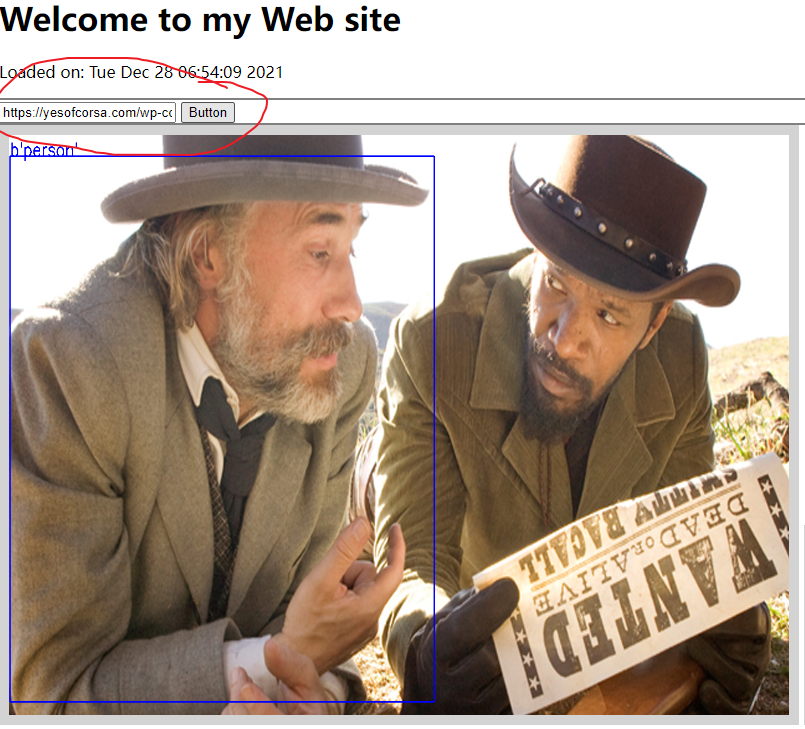 Welcome to my Web site
Loaded on: Tue Dec 28 06:54:09 2021
https://yesofcorsa.com/wp-co
Button
b'person'
WANTED
DEAD OR ALIVE
SMITTY BACALL